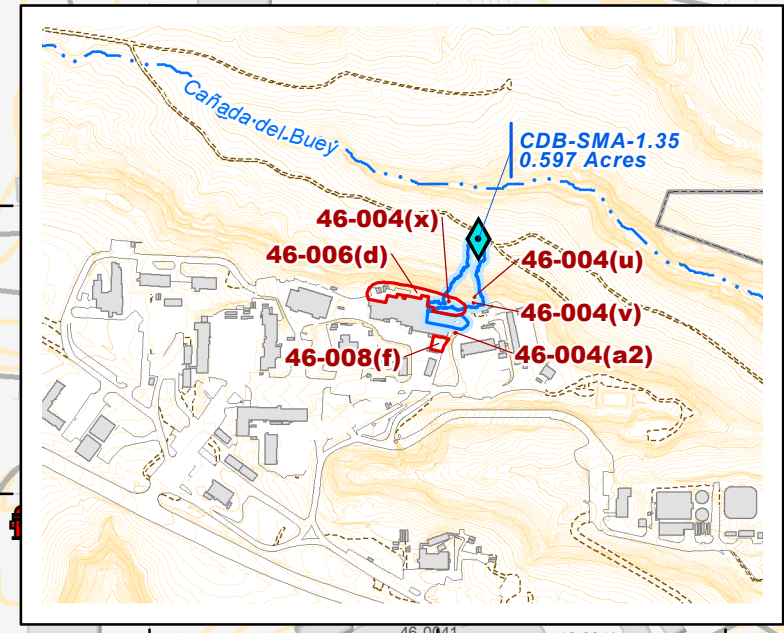 Cañada del Buey
CDB-SMA-1.35
0.597 Acres
46-004(x)
46-006(d)
46-004(u)
46-004(v)
46-004(a2)
46-008(f)